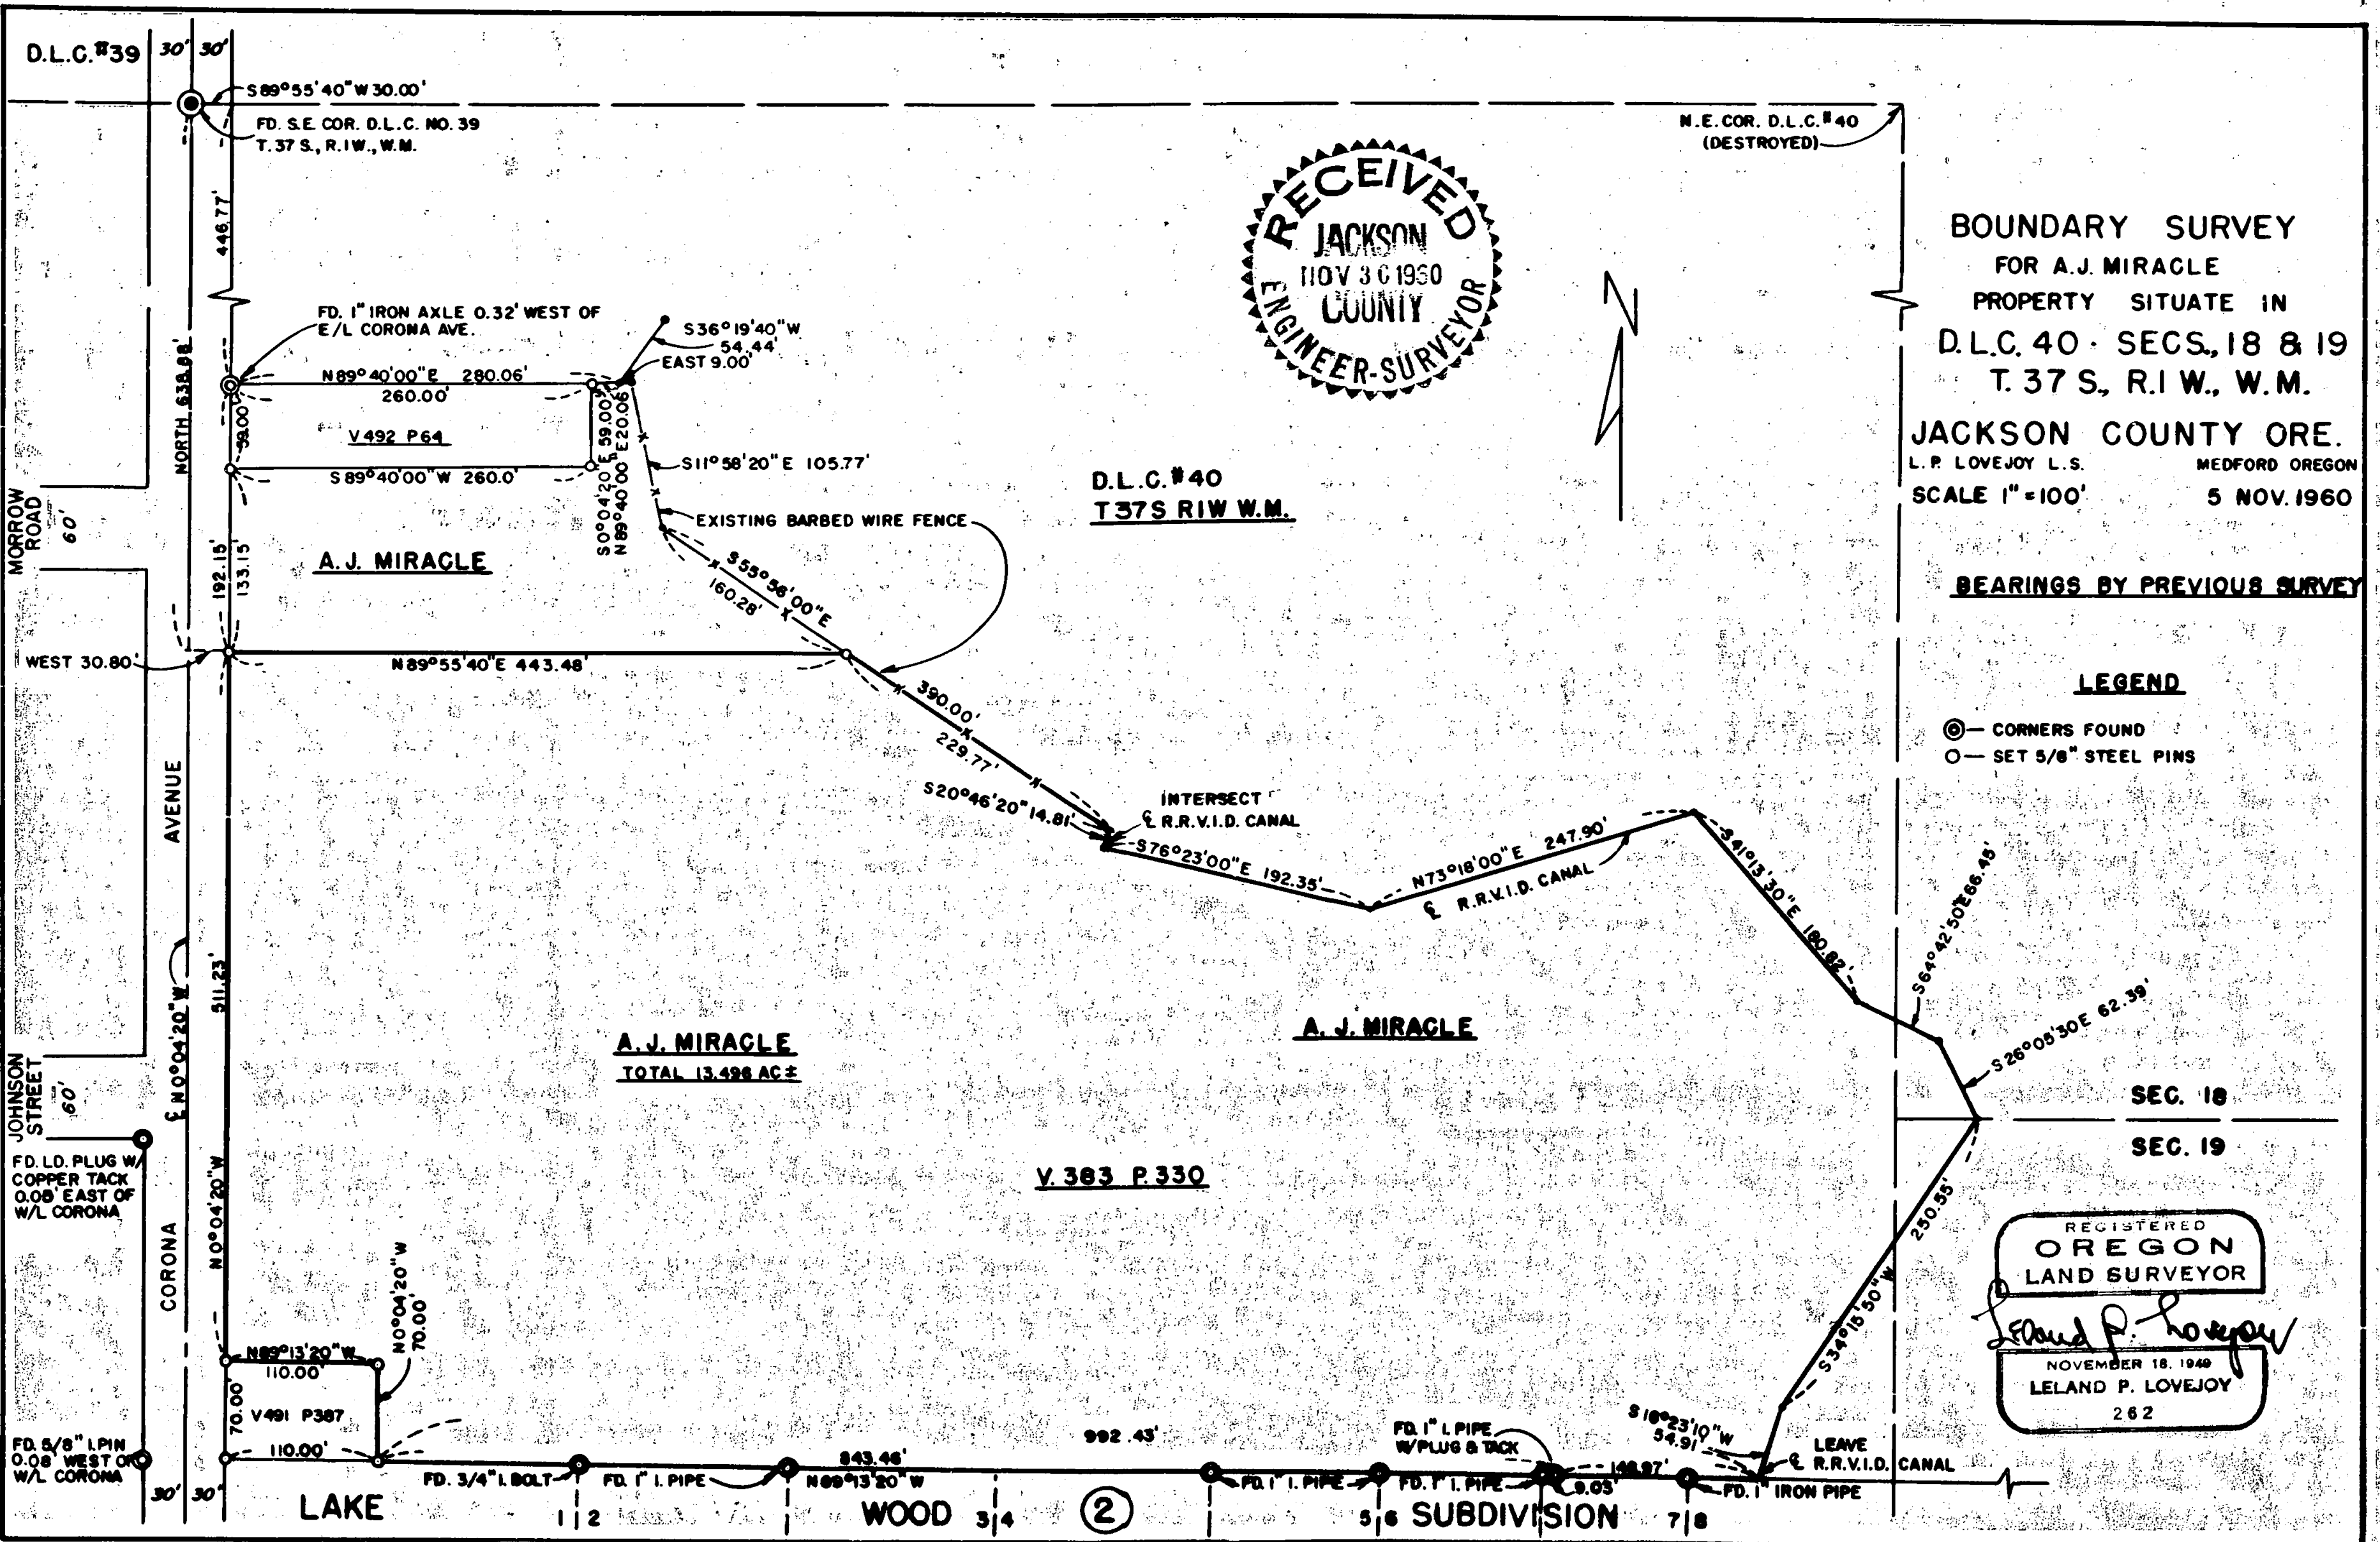 D.L.C.#39
30' 30'
S89°55'40"W 30.00'
FD. S.E. COR. D.L.C. NO. 39
T. 37 S., R.1W., W.M.
N.E. COR. D.L.C.#40
(DESTROYED)
RECEIVED
JACKSON
NOV 30 1960
COUNTY
ENGINEER-SURVEYOR
BOUNDARY SURVEY
FOR A.J. MIRACLE
PROPERTY SITUATE IN
D.L.C. 40 · SECS., 18 & 19
T. 37 S., R.1 W., W.M.
JACKSON COUNTY ORE.
L.P. LOVEJOY L.S. MEDFORD OREGON
SCALE 1"=100' 5 NOV. 1960
BEARINGS BY PREVIOUS SURVEY
LEGEND
CORNERS FOUND
SET 5/8" STEEL PINS
446.77'
NORTH 638.88'
FD. 1" IRON AXLE 0.32' WEST OF
E/L CORONA AVE.
S36°19'40"W
54.44'
EAST 9.00'
N89°40'00"E 280.06'
260.00'
59.00'
V492 P64
S89°40'00"W 260.0'
S0°04'20"E 59.00'
N89°40'00"E 20.06'
S11°58'20"E 105.77'
EXISTING BARBED WIRE FENCE
D.L.C.#40
T37S R1W W.M.
MORROW
ROAD
60'
192.15'
133.15'
A.J. MIRACLE
S55°56'00"E
160.28'
WEST 30.80'
N89°55'40"E 443.48'
390.00'
229.77'
S20°46'20" 14.81'
INTERSECT
℄ R.R.V.I.D. CANAL
S76°23'00"E 192.35'
N73°18'00"E 247.90'
℄ R.R.V.I.D. CANAL
S41°13'30"E 180.82'
S64°42'50"E 66.45'
S26°05'30E 62.39'
AVENUE
511.23'
℄ N0°04'20"W
A.J. MIRACLE
TOTAL 13.496 AC±
A. J. MIRACLE
SEC. 18
SEC. 19
JOHNSON
STREET
60'
FD. LD. PLUG W/
COPPER TACK
0.05' EAST OF
W/L CORONA
N0°04'20"W
CORONA
V. 383 P. 330
250.55'
S34°15'50"W
REGISTERED
OREGON
LAND SURVEYOR
Leland P. Lovejoy
NOVEMBER 18, 1949
LELAND P. LOVEJOY
262
N89°13'20"W
110.00'
N0°04'20"W
70.00'
70.00'
V491 P387
110.00'
FD. 5/8" I.PIN
0.08' WEST OF
W/L CORONA
30' 30'
FD. 3/4" I. BOLT
FD. 1" I. PIPE
843.46'
N89°13'20"W
992.43'
FD. 1" I. PIPE
W/PLUG & TACK
FD. 1" I. PIPE
FD. 1" I. PIPE
9.03'
148.97'
S18°23'10"W
54.91'
LEAVE
℄ R.R.V.I.D. CANAL
FD. 1" IRON PIPE
LAKE 1 2 WOOD 3 4 2 5 6 SUBDIVISION 7 8